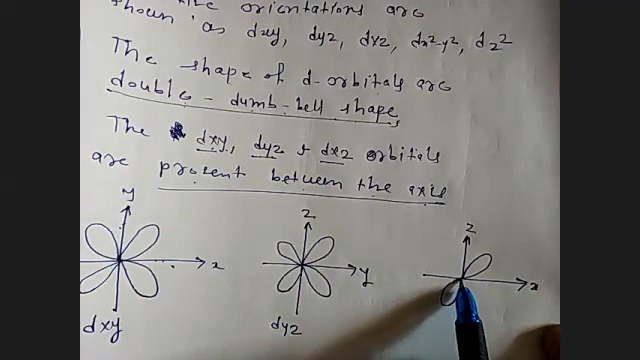 orientations are
shown as dxy, dyz, dxz, dx²-y², dz²
The shape of d-orbitals are
double - dumb-bell shape,
The dxy, dyz & dxz orbitals
are present between the axis
y z z
x y x
dxy dyz